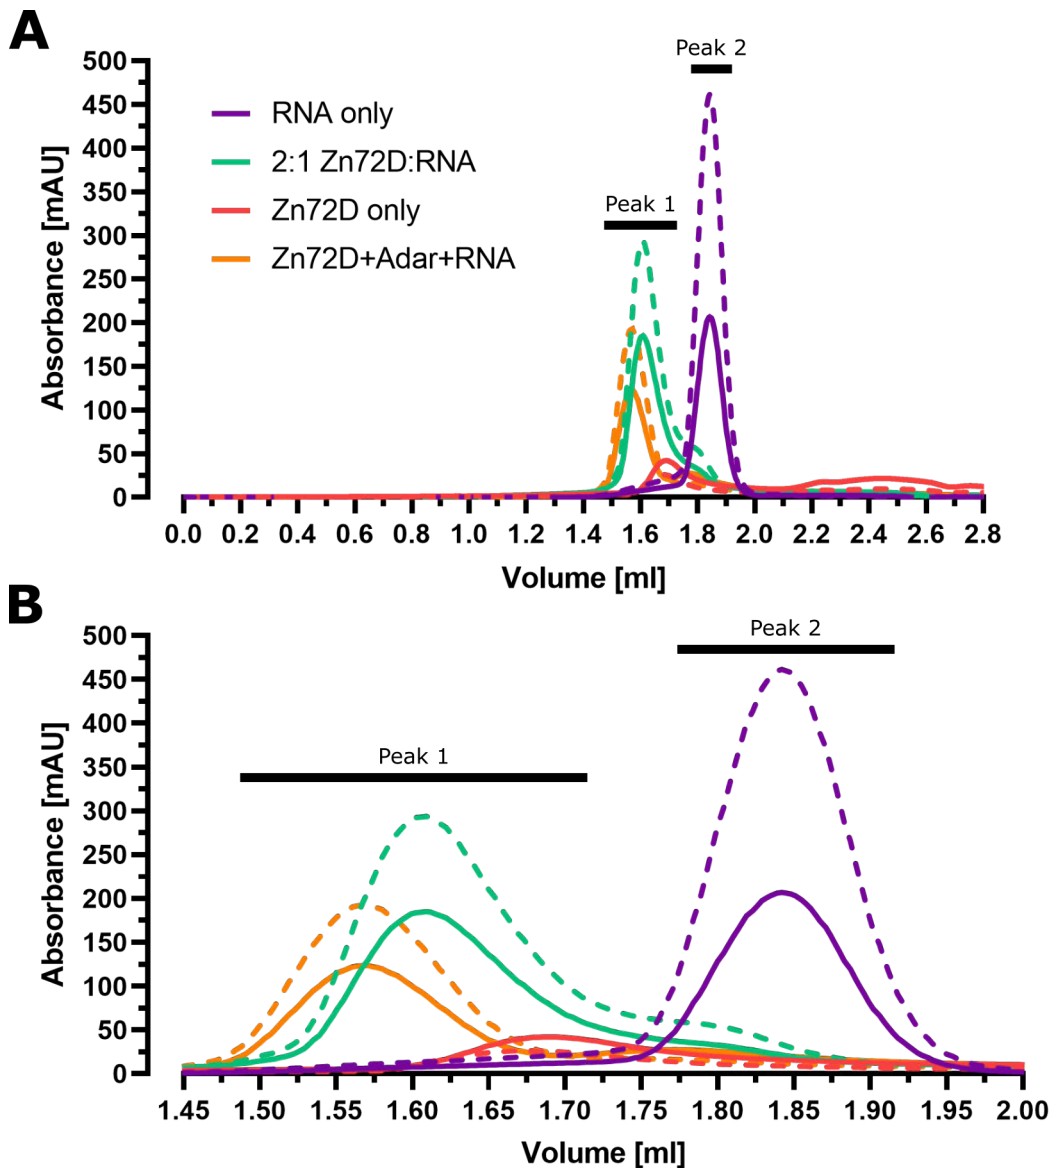 A
Peak 2
500
450
400
350
300
250
200
150
100
50
0
Absorbance [mAU]
RNA only
2:1 Zn72D:RNA
Zn72D only
Zn72D+Adar+RNA
Peak 1
0.0 0.2 0.4 0.6 0.8 1.0 1.2 1.4 1.6 1.8 2.0 2.2 2.4 2.6 2.8
Volume [ml]
B
Peak 2
Peak 1
500
450
400
350
300
250
200
150
100
50
0
Absorbance [mAU]
1.45 1.50 1.55 1.60 1.65 1.70 1.75 1.80 1.85 1.90 1.95 2.00
Volume [ml]